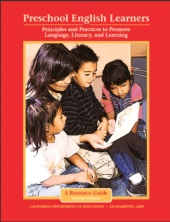 Preschool English Learners
Principles and Practices to Promote
Language, Literacy, and Learning
A Resource Guide
Second Edition
CALIFORNIA DEPARTMENT OF EDUCATION • SACRAMENTO, 2009